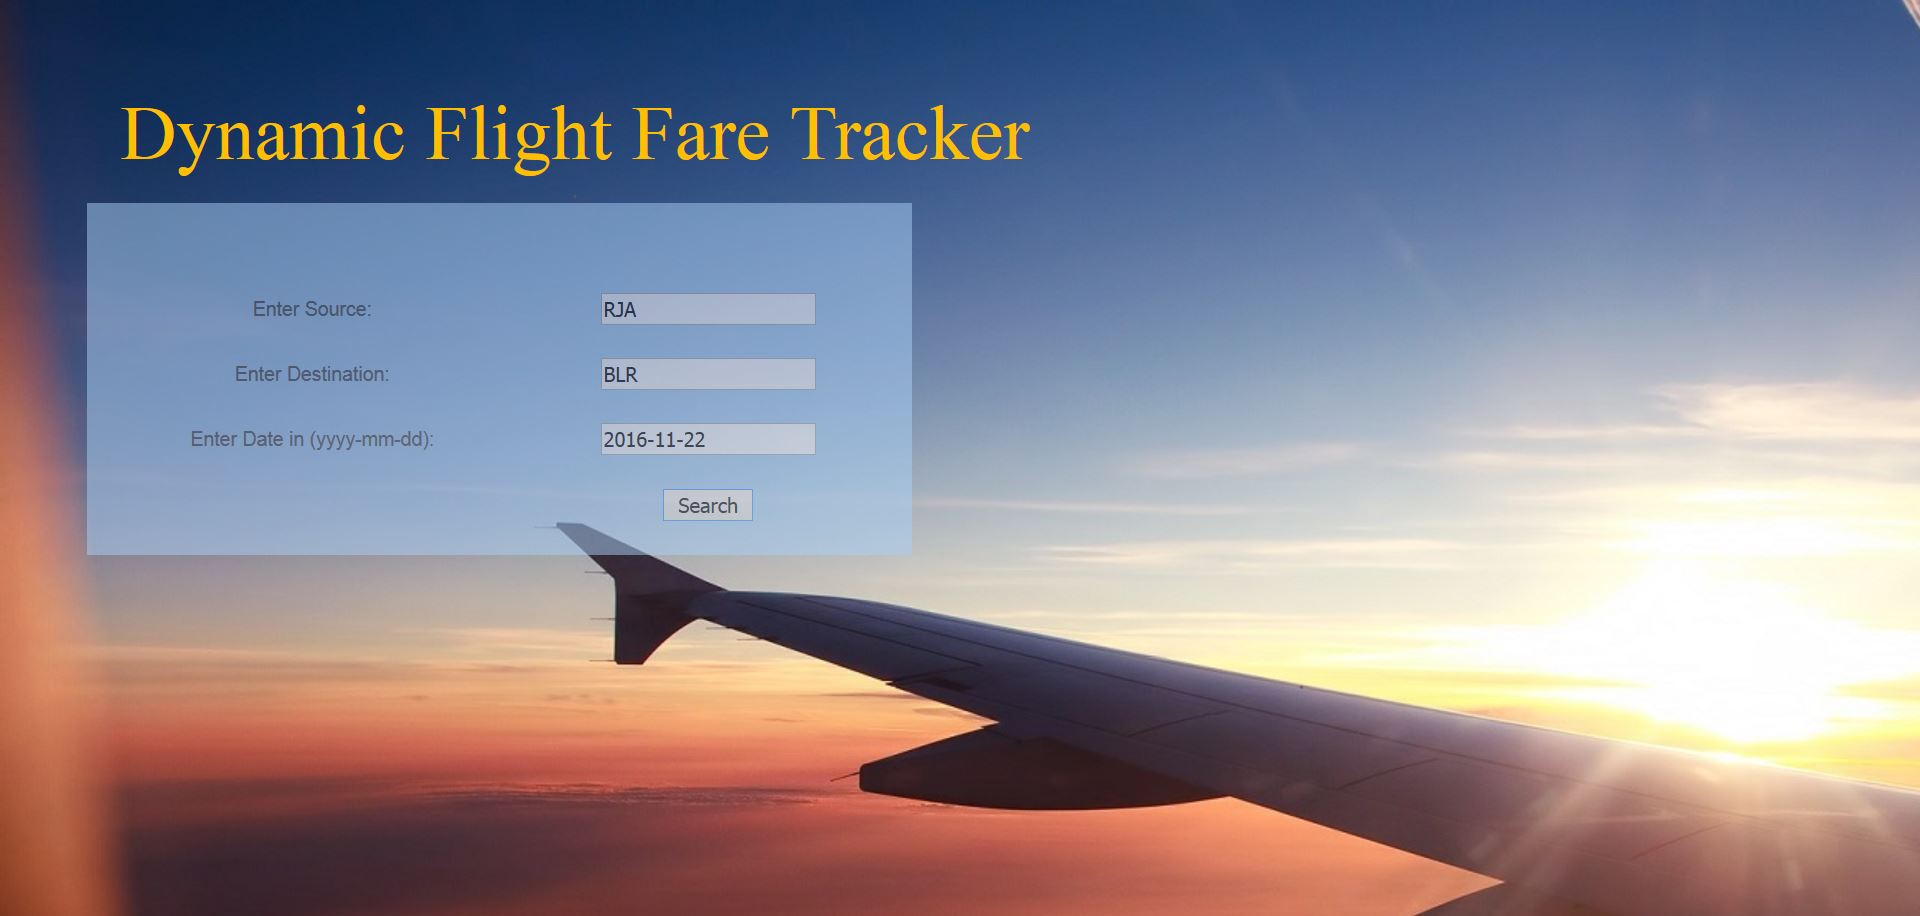 Dynamic Flight Fare Tracker
Enter Source: RJA
Enter Destination: BLR
Enter Date in (yyyy-mm-dd): 2016-11-22
Search